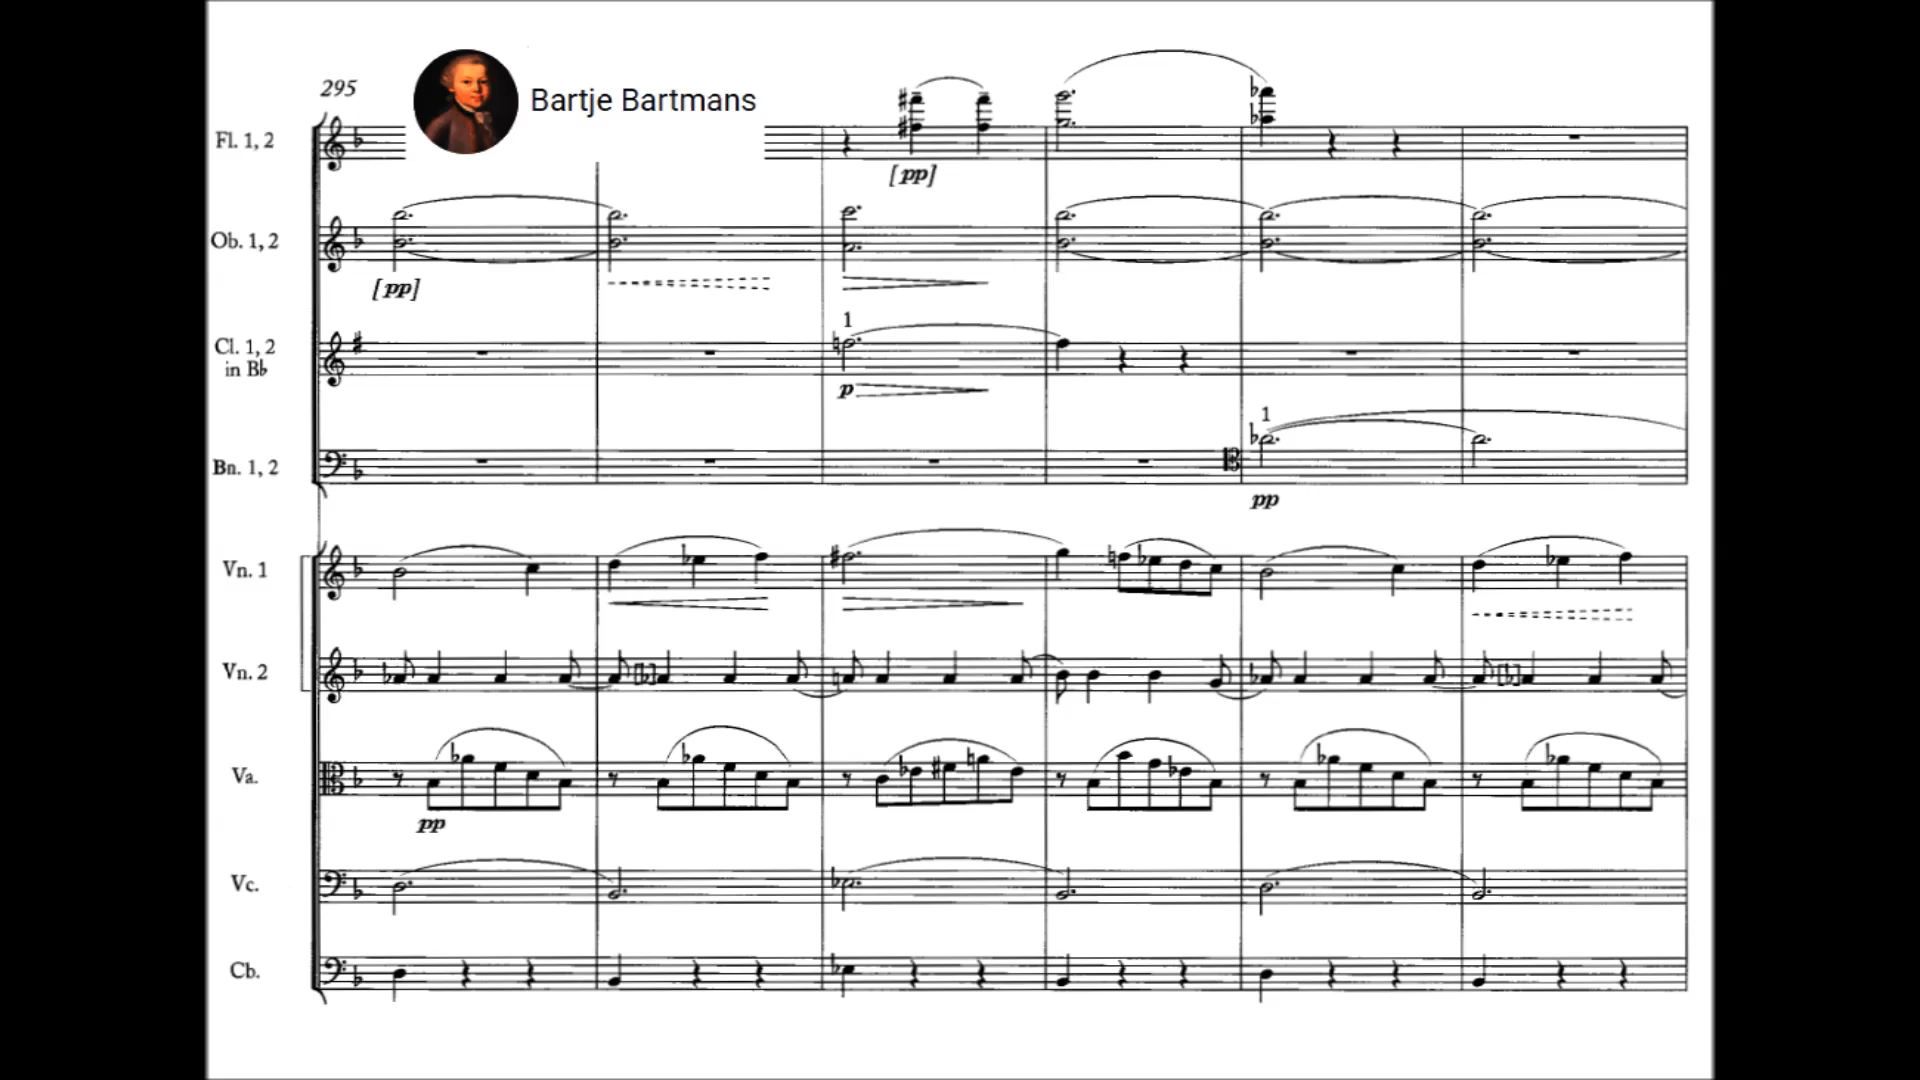 295
Bartje Bartmans
Fl. 1, 2
[pp]
Ob. 1, 2
[pp]
1
Cl. 1, 2
in B♭
p
1
Bn. 1, 2
pp
Vn. 1
Vn. 2
Va.
pp
Vc.
Cb.